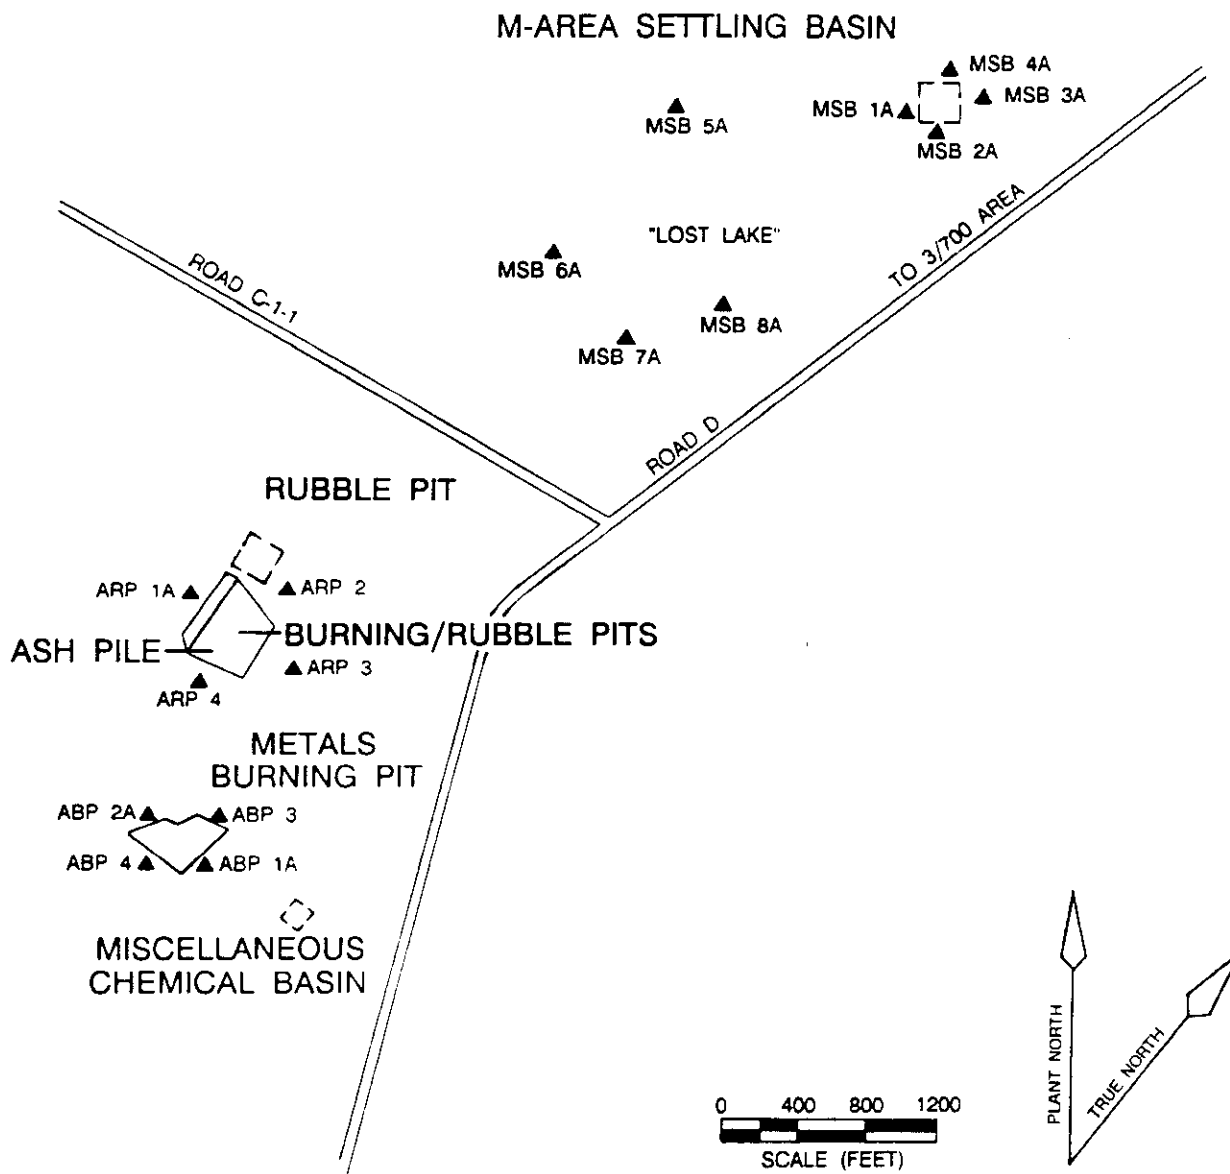 M-AREA SETTLING BASIN
MSB 4A
MSB 3A
MSB 1A
MSB 2A
MSB 5A
"LOST LAKE"
TO 3/700 AREA
MSB 6A
ROAD C-1-1
MSB 8A
MSB 7A
ROAD D
RUBBLE PIT
ARP 1A
ARP 2
BURNING/RUBBLE PITS
ASH PILE
ARP 3
ARP 4
METALS
BURNING PIT
ABP 2A
ABP 3
ABP 4
ABP 1A
MISCELLANEOUS
CHEMICAL BASIN
PLANT NORTH
TRUE NORTH
0 400 800 1200
SCALE (FEET)